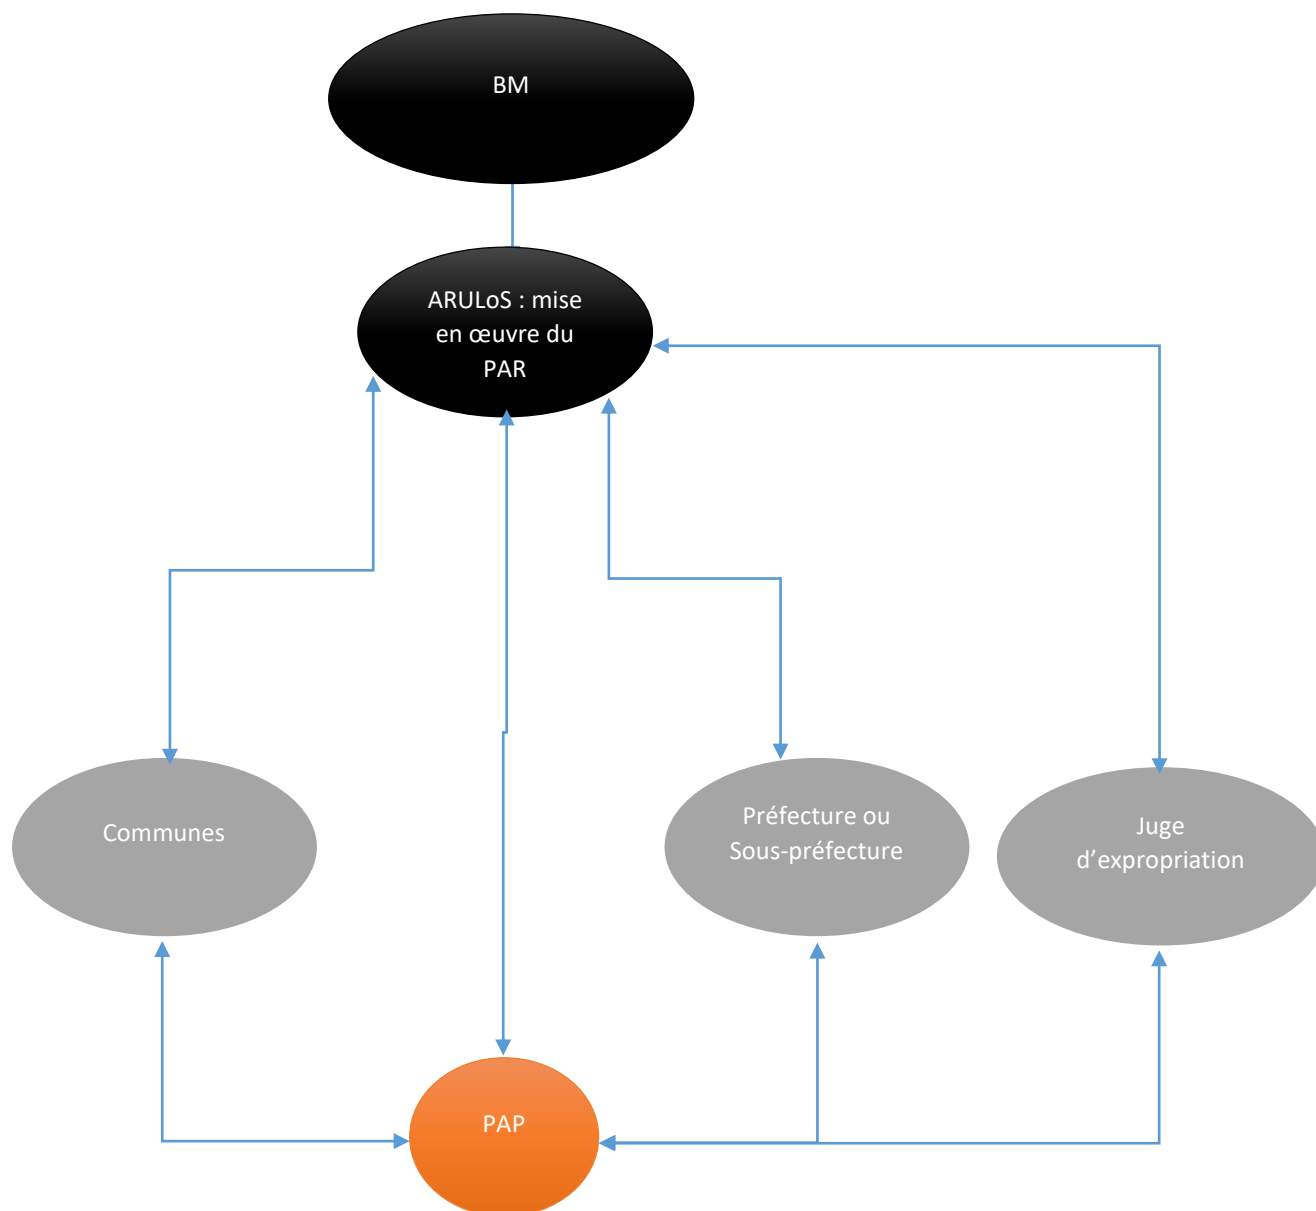 BM
ARULoS : mise
en œuvre du
PAR
Communes
Préfecture ou
Sous-préfecture
Juge
d’expropriation
PAP